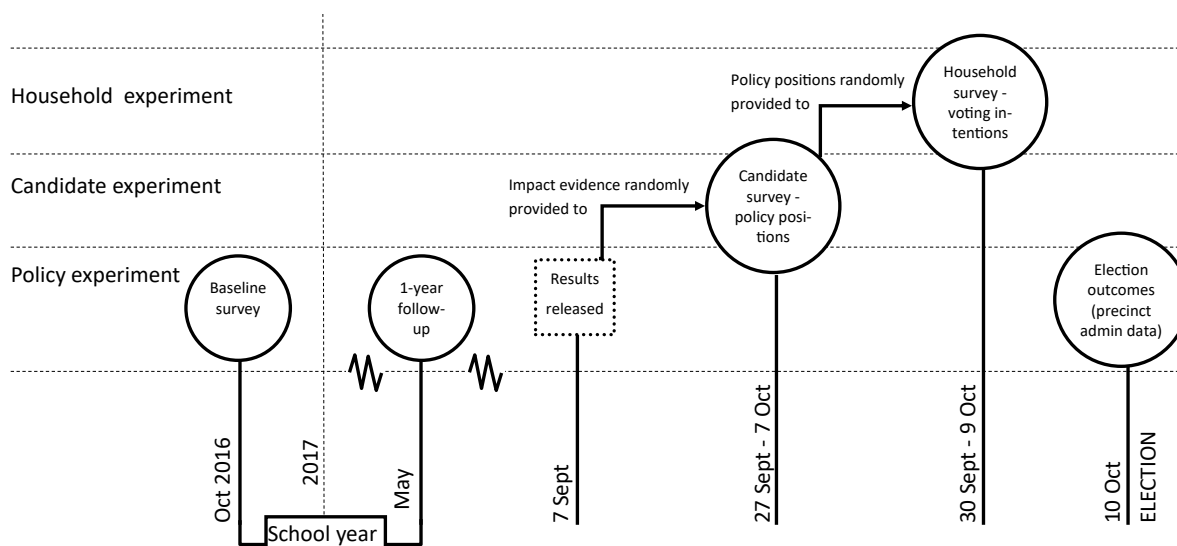 Household experiment
Policy positions randomly
provided to
Household
survey -
voting in-
tentions
Candidate experiment
Impact evidence randomly
provided to
Candidate
survey -
policy posi-
tions
Policy experiment
Baseline
survey
1-year
follow-
up
Results
released
Election
outcomes
(precinct
admin data)
Oct 2016
2017
May
7 Sept
27 Sept - 7 Oct
30 Sept - 9 Oct
10 Oct
ELECTION
School year